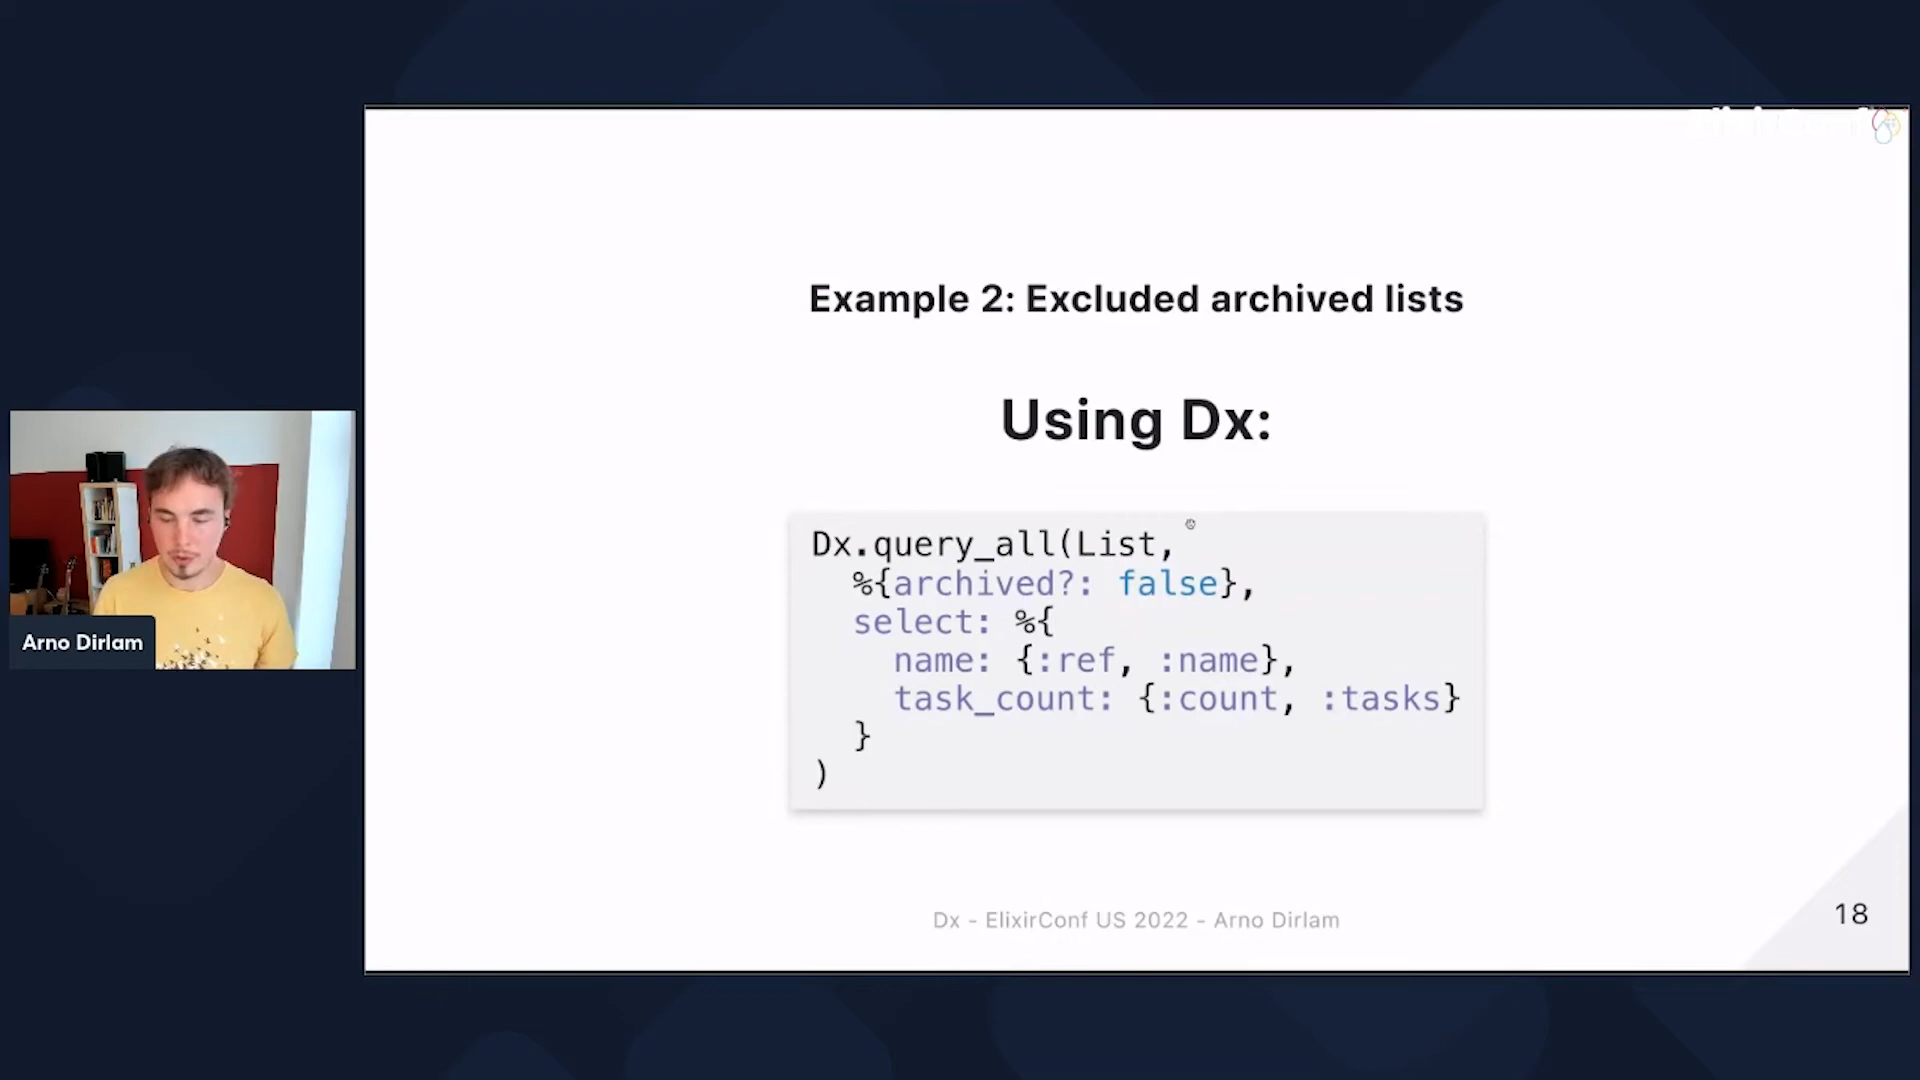 Example 2: Excluded archived lists
Using Dx:
Dx.query_all(List,
  %{archived?: false},
  select: %{
    name: {:ref, :name},
    task_count: {:count, :tasks}
  }
)
Arno Dirlam
Dx - ElixirConf US 2022 - Arno Dirlam
18